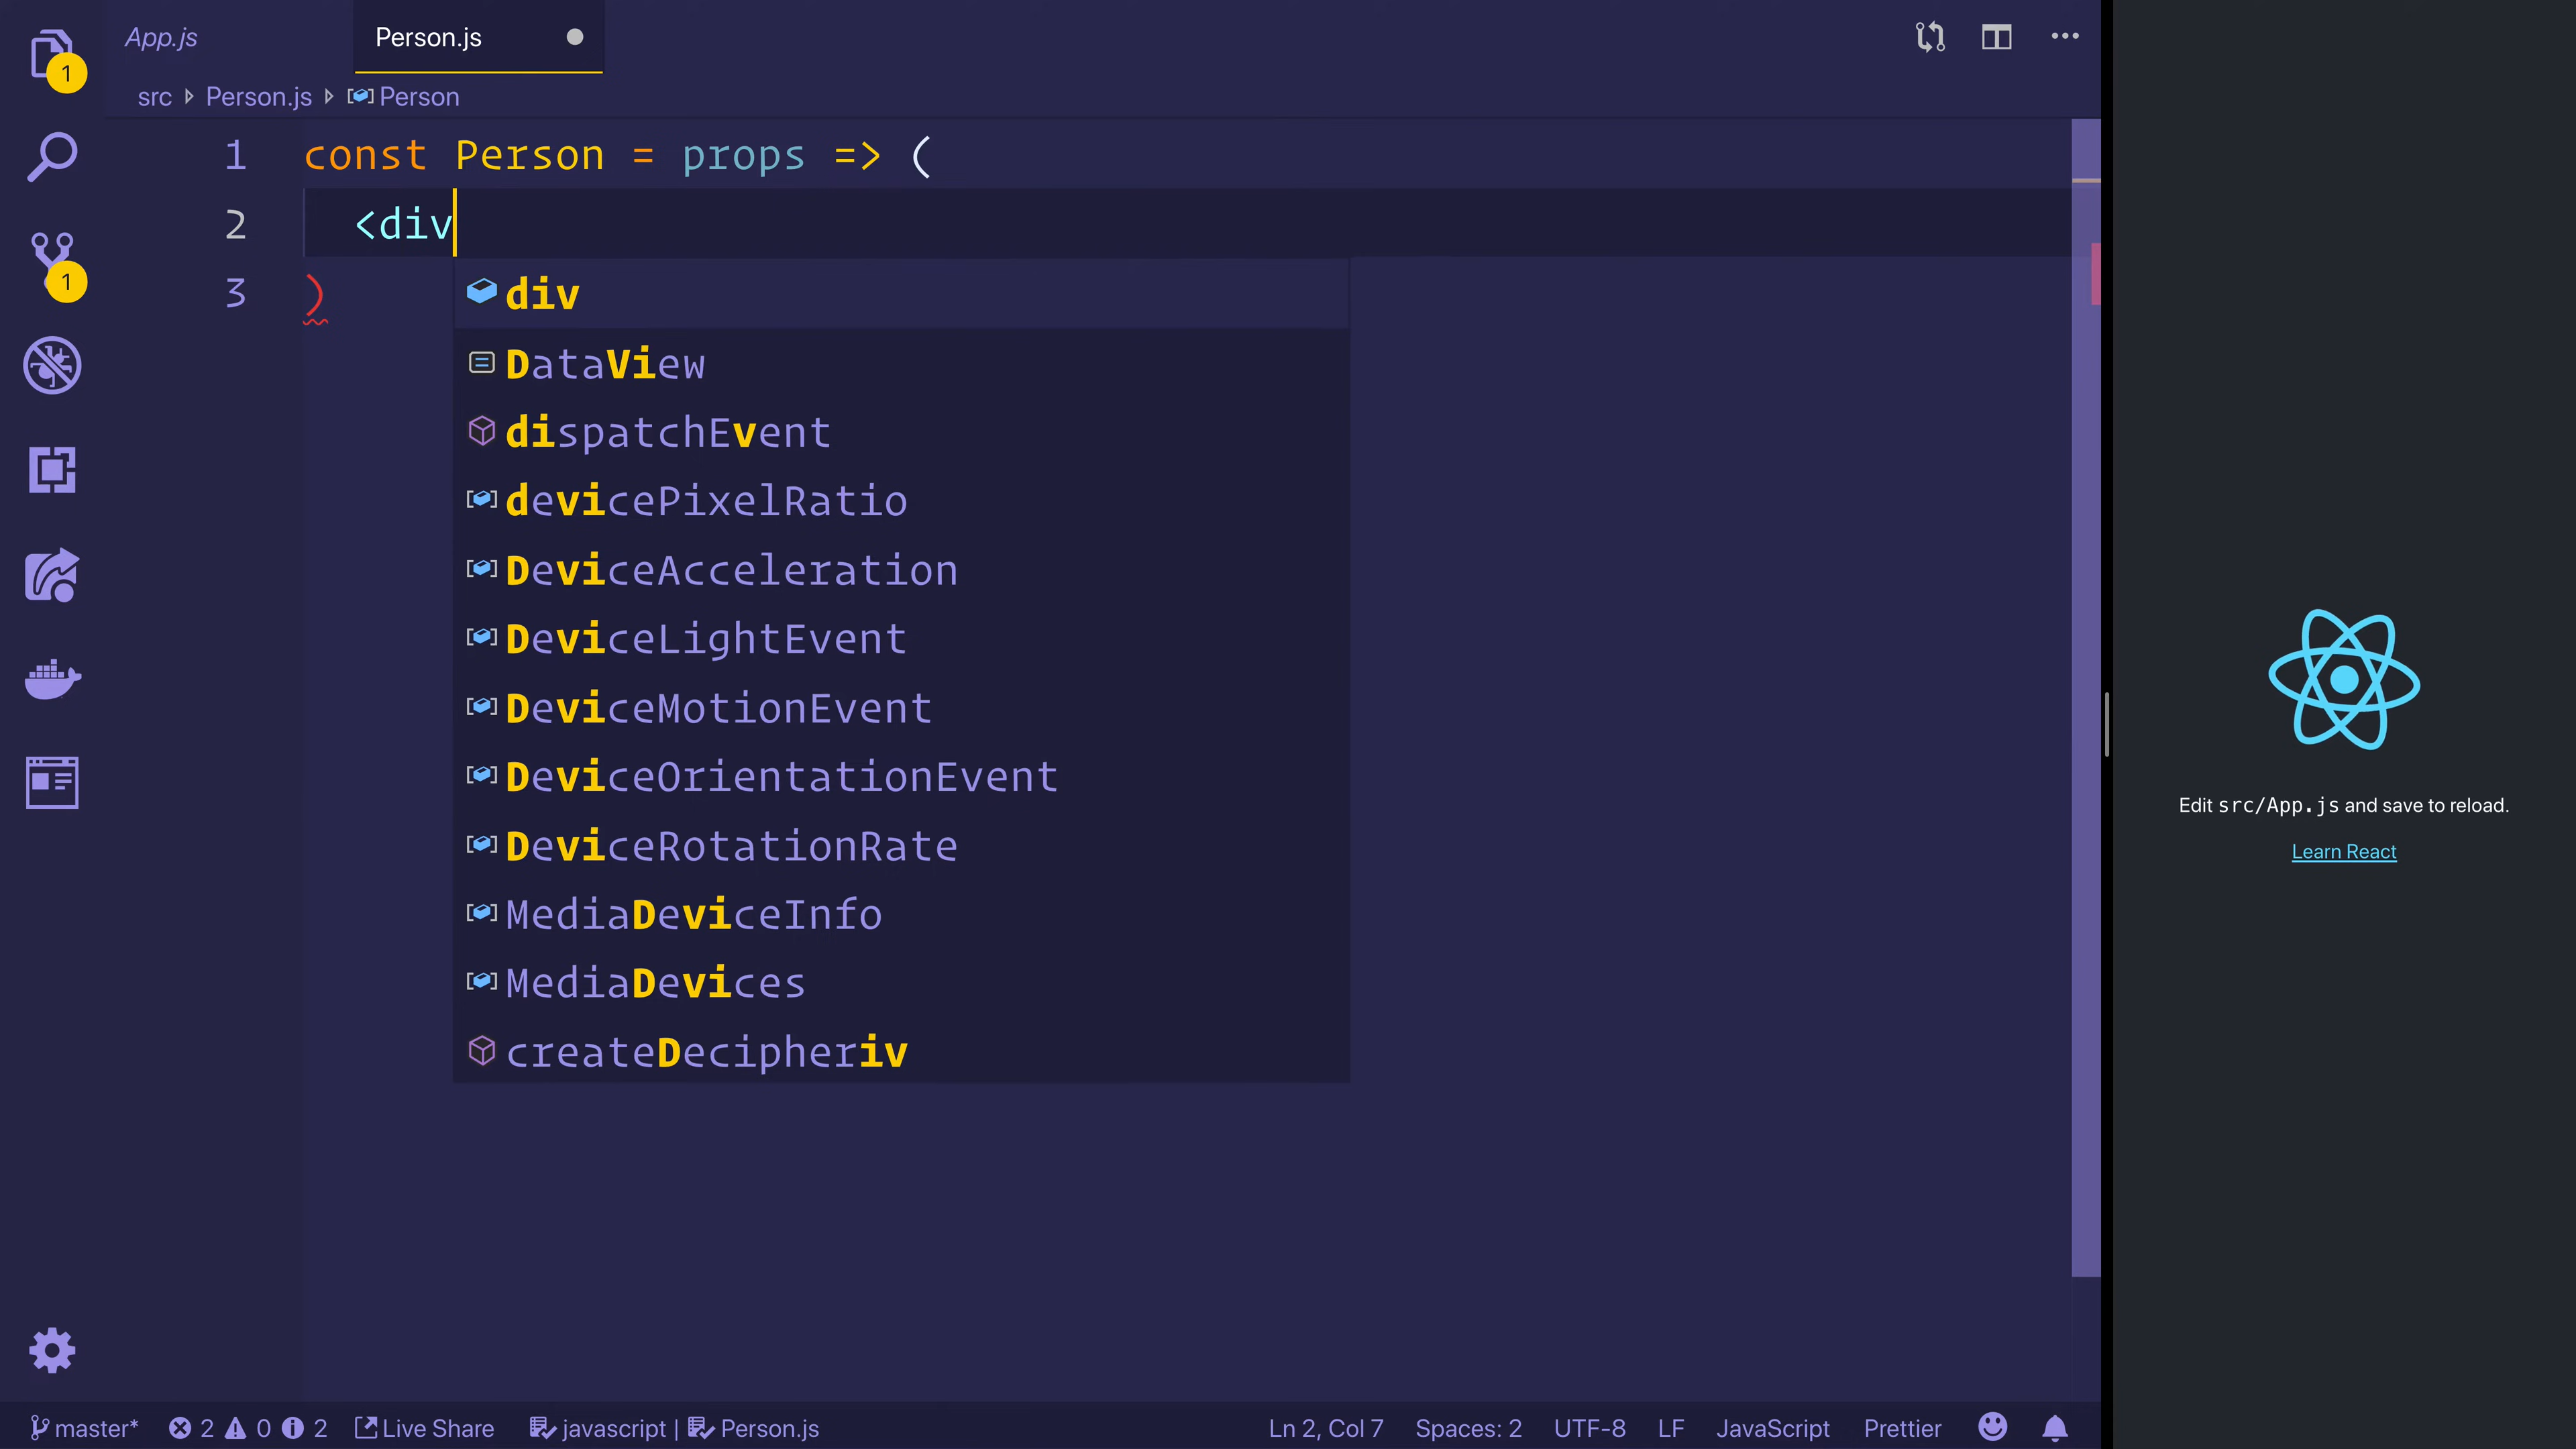 App.js
Person.js
1
src Person.js Person
1 const Person = props => (
2 <div
3 )
1
div
DataView
dispatchEvent
devicePixelRatio
DeviceAcceleration
DeviceLightEvent
DeviceMotionEvent
DeviceOrientationEvent
DeviceRotationRate
MediaDeviceInfo
MediaDevices
createDecipheriv
Edit src/App.js and save to reload.
Learn React
master* 2 0 2 Live Share javascript | Person.js Ln 2, Col 7 Spaces: 2 UTF-8 LF JavaScript Prettier